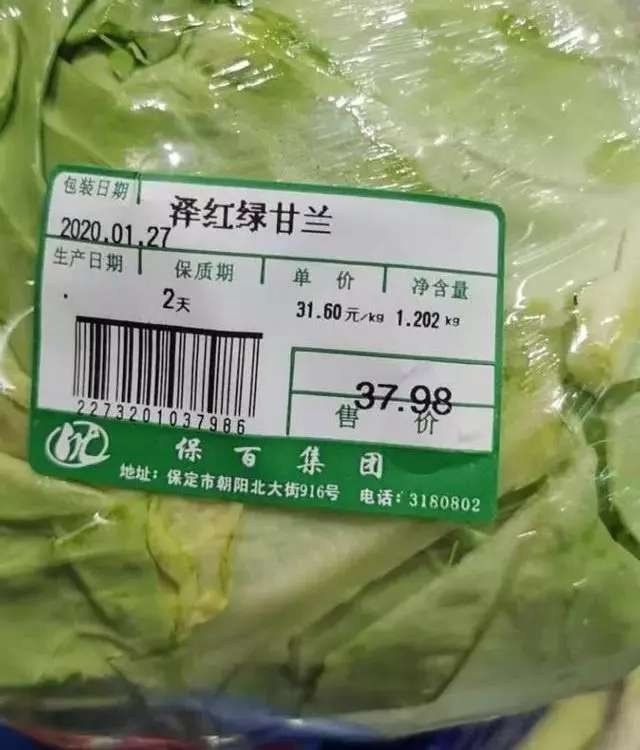 包装日期
泽红绿甘兰
2020.01.27
生产日期 保质期 单价 净含量
2天 31.60元/kg 1.202kg
2273201037986
37.98
售价
保百集团
地址:保定市朝阳北大街916号 电话:3180802